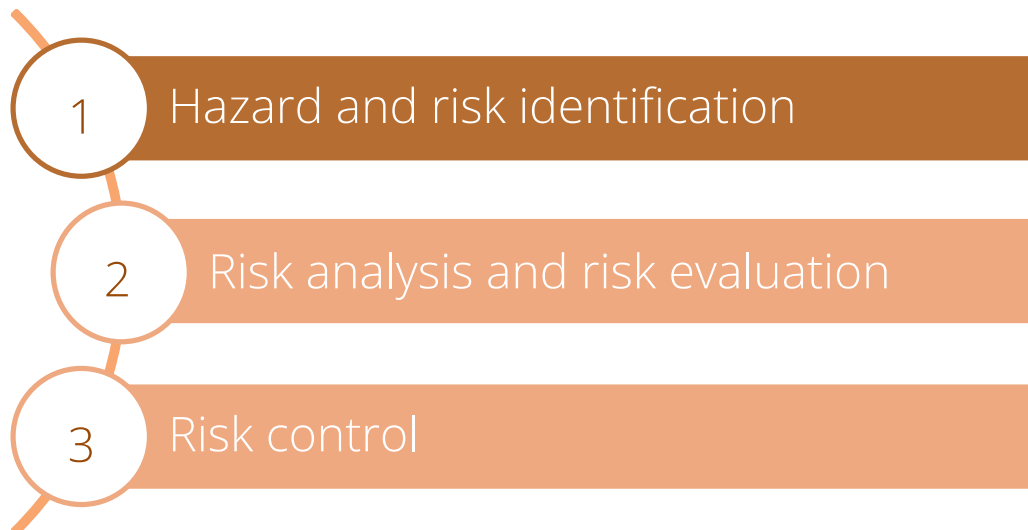 1
Hazard and risk identification
2
Risk analysis and risk evaluation
3
Risk control